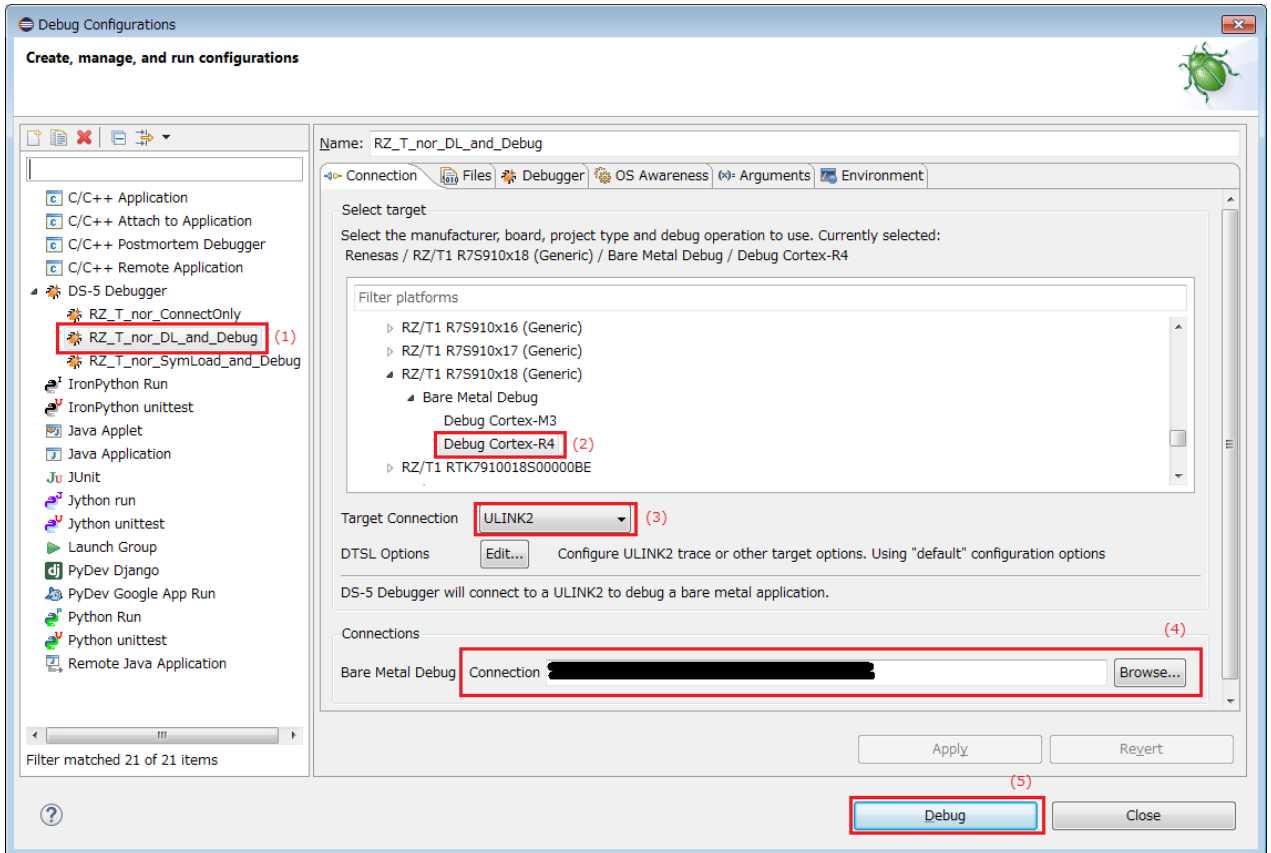 Debug Configurations
Create, manage, and run configurations
Name: RZ_T_nor_DL_and_Debug
Connection Files Debugger OS Awareness Arguments Environment
C/C++ Application
C/C++ Attach to Application
C/C++ Postmortem Debugger
C/C++ Remote Application
DS-5 Debugger
RZ_T_nor_ConnectOnly
RZ_T_nor_DL_and_Debug (1)
RZ_T_nor_SymLoad_and_Debug
IronPython Run
IronPython unittest
Java Applet
Java Application
Ju JUnit
Jython run
Jython unittest
Launch Group
dj PyDev Django
PyDev Google App Run
Python Run
Python unittest
Remote Java Application
Filter matched 21 of 21 items
Select target
Select the manufacturer, board, project type and debug operation to use. Currently selected:
Renesas / RZ/T1 R7S910x18 (Generic) / Bare Metal Debug / Debug Cortex-R4
Filter platforms
RZ/T1 R7S910x16 (Generic)
RZ/T1 R7S910x17 (Generic)
RZ/T1 R7S910x18 (Generic)
Bare Metal Debug
Debug Cortex-M3
Debug Cortex-R4 (2)
RZ/T1 RTK7910018S00000BE
Target Connection ULINK2 (3)
DTSL Options Edit... Configure ULINK2 trace or other target options. Using "default" configuration options
DS-5 Debugger will connect to a ULINK2 to debug a bare metal application.
Connections (4)
Bare Metal Debug Connection Browse...
Apply Revert
(5)
Debug Close